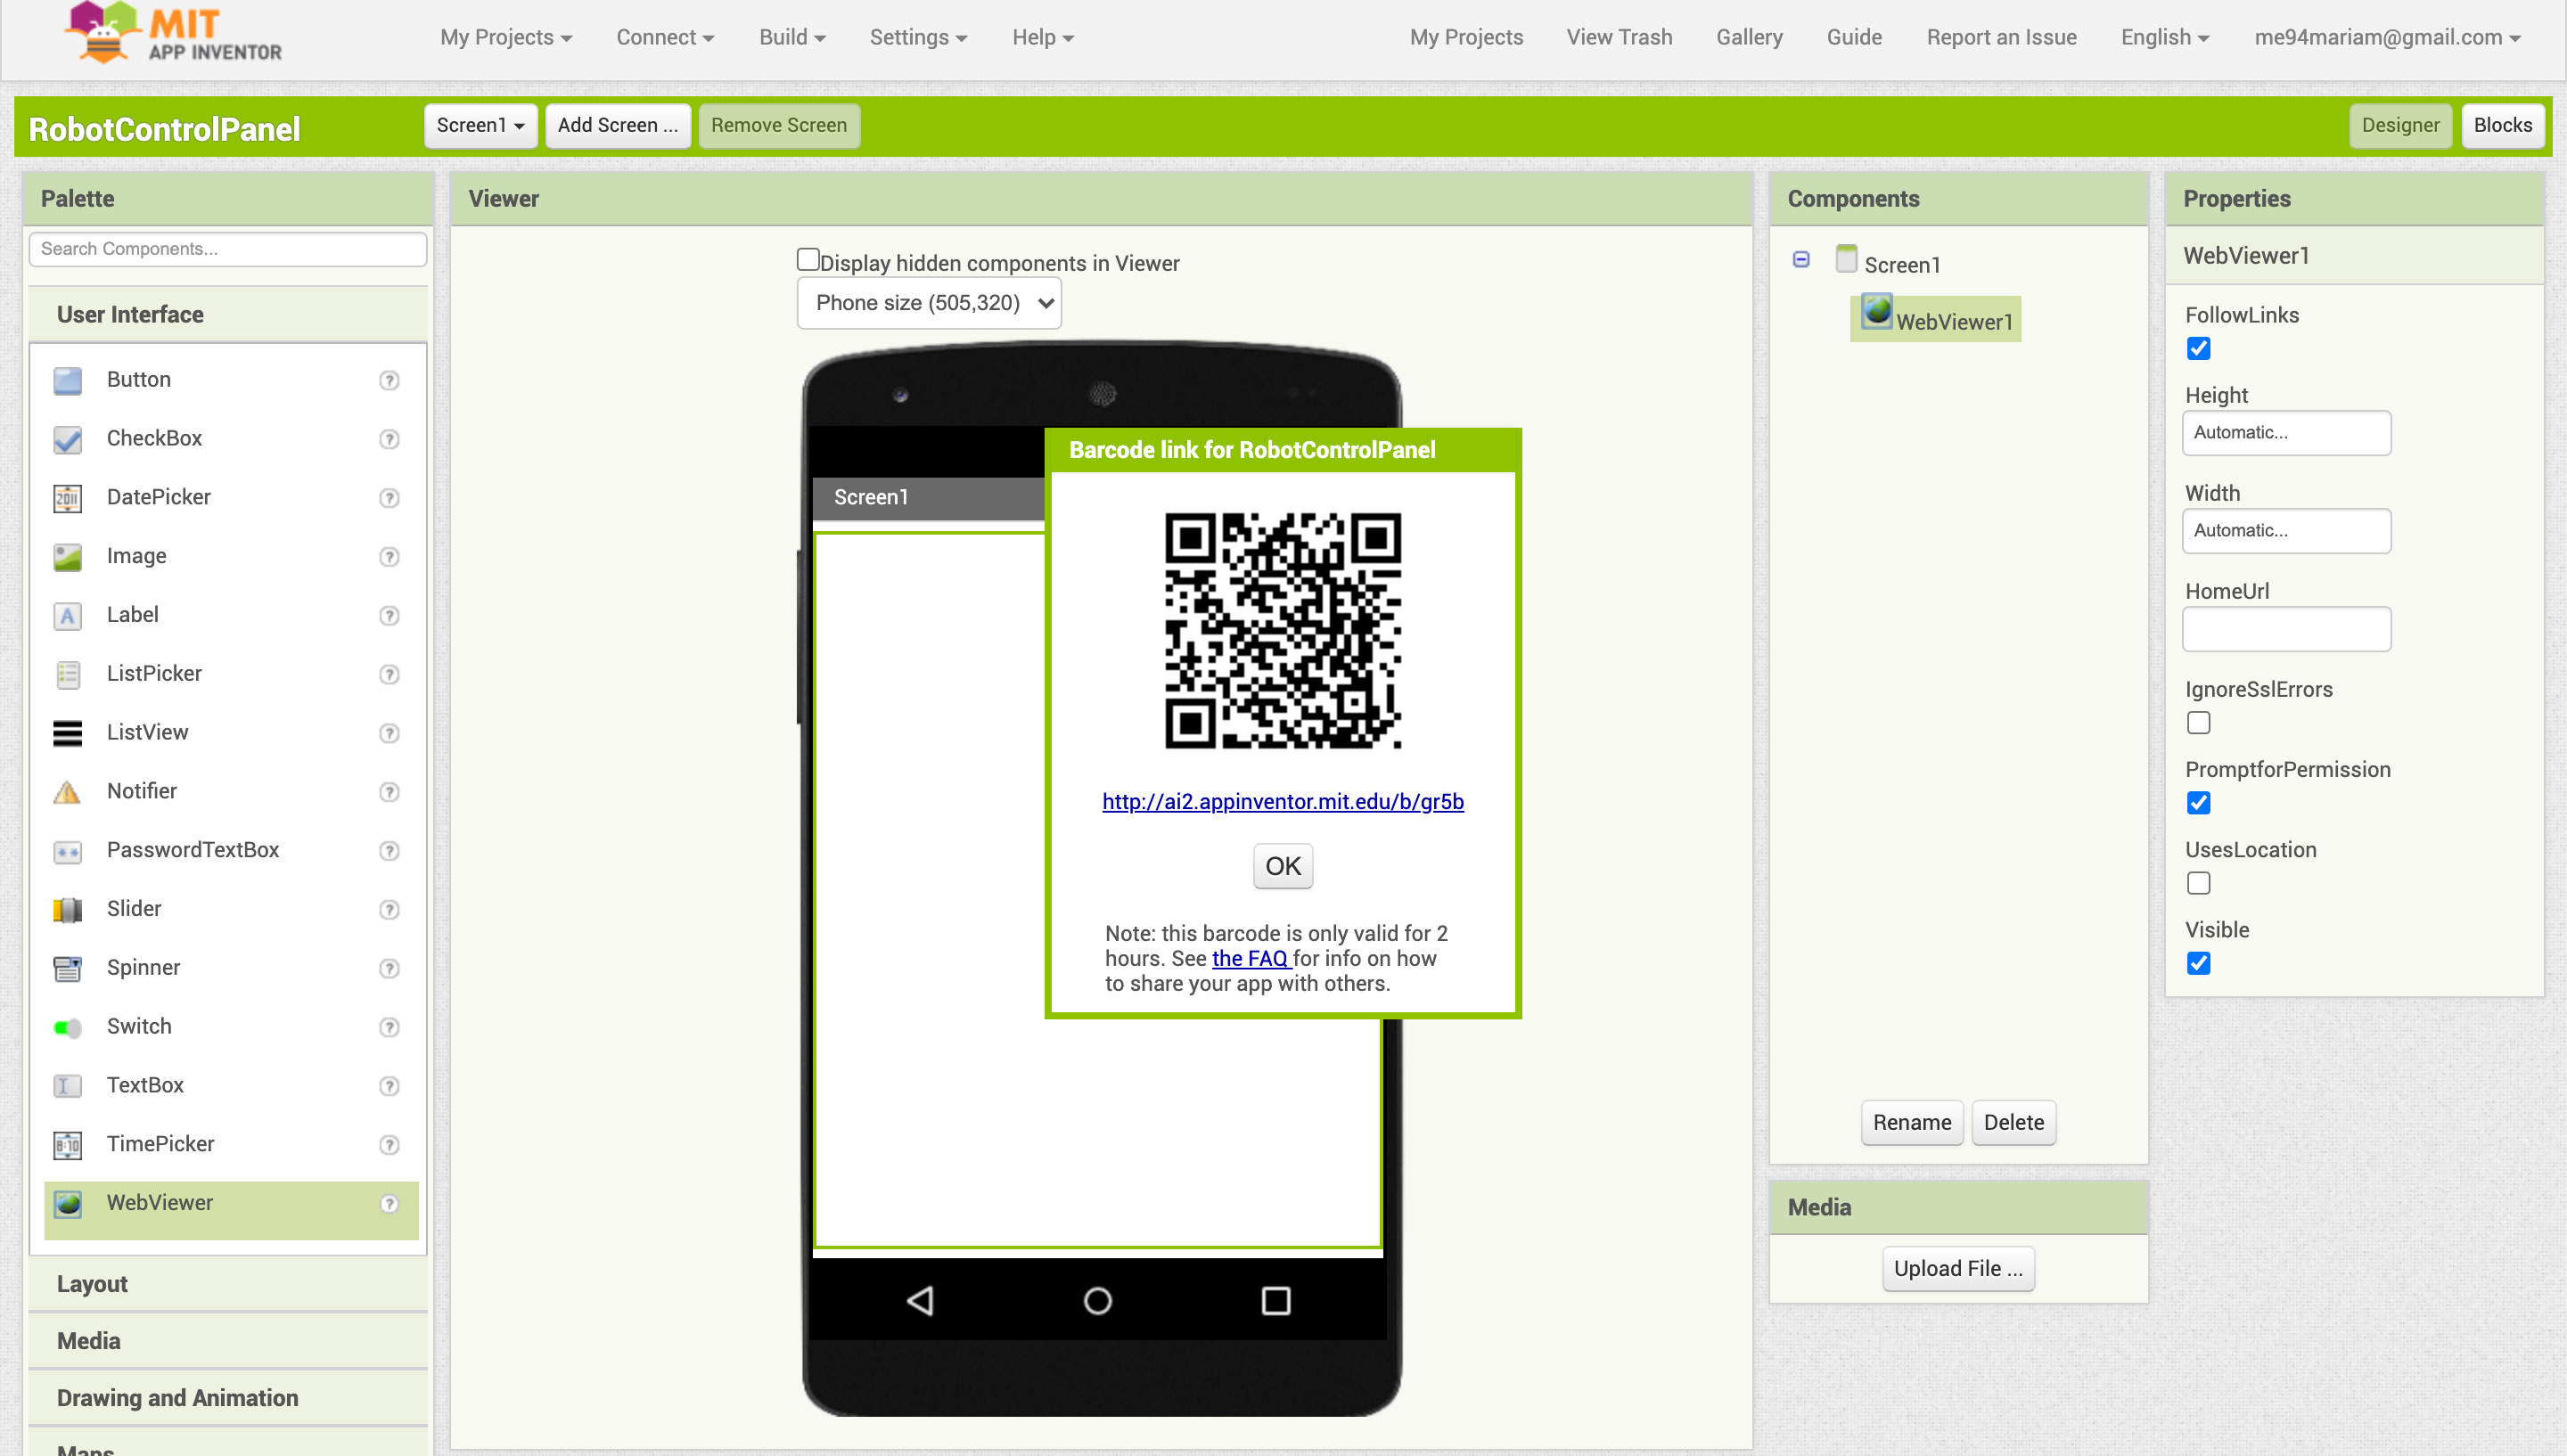 MIT
APP INVENTOR
My Projects
Connect
Build
Settings
Help
My Projects
View Trash
Gallery
Guide
Report an Issue
English
me94mariam@gmail.com
RobotControlPanel
Screen1
Add Screen ...
Remove Screen
Designer
Blocks
Palette
Search Components...
User Interface
Button
CheckBox
DatePicker
Image
Label
ListPicker
ListView
Notifier
PasswordTextBox
Slider
Spinner
Switch
TextBox
TimePicker
WebViewer
Layout
Media
Drawing and Animation
Maps
Viewer
Display hidden components in Viewer
Phone size (505,320)
Screen1
Barcode link for RobotControlPanel
http://ai2.appinventor.mit.edu/b/gr5b
OK
Note: this barcode is only valid for 2
hours. See the FAQ for info on how
to share your app with others.
Components
Screen1
WebViewer1
Rename
Delete
Media
Upload File ...
Properties
WebViewer1
FollowLinks
Height
Automatic...
Width
Automatic...
HomeUrl
IgnoreSslErrors
PromptforPermission
UsesLocation
Visible